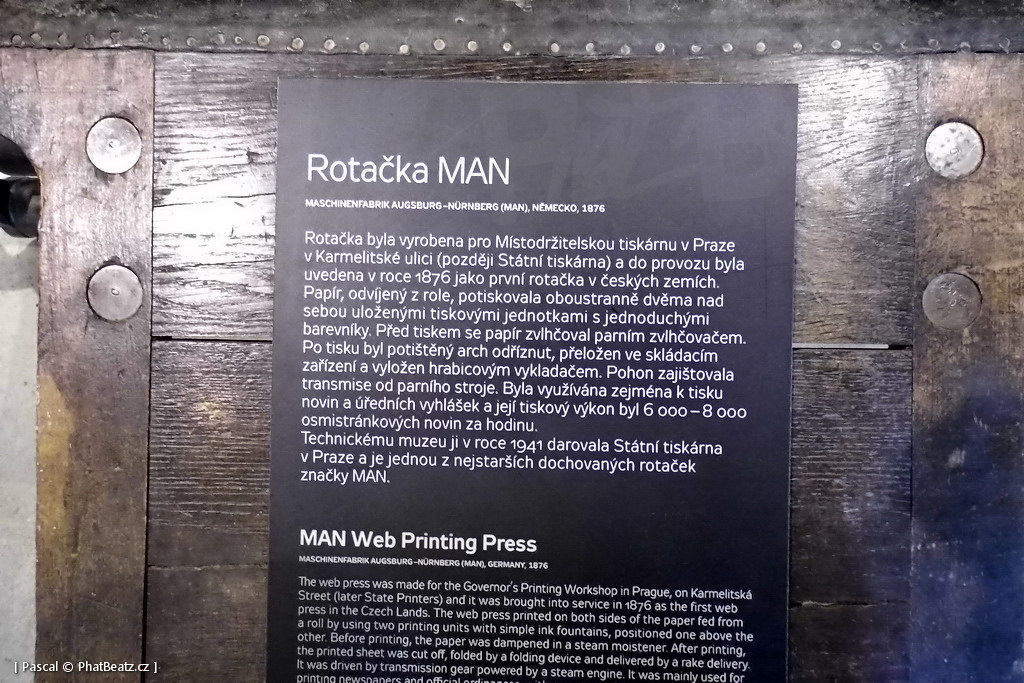 Rotačka MAN
MASCHINENFABRIK AUGSBURG–NÜRNBERG (MAN), NĚMECKO, 1876
Rotačka byla vyrobena pro Místodržitelskou tiskárnu v Praze
v Karmelitské ulici (později Státní tiskárna) a do provozu byla
uvedena v roce 1876 jako první rotačka v českých zemích.
Papír, odvíjený z role, potiskovala oboustranně dvěma nad
sebou uloženými tiskovými jednotkami s jednoduchými
barevníky. Před tiskem se papír zvlhčoval parním zvlhčovačem.
Po tisku byl potištěný arch odříznut, přeložen ve skládacím
zařízení a vyložen hrabicovým vykladačem. Pohon zajištovala
transmise od parního stroje. Byla využívána zejména k tisku
novin a úředních vyhlášek a její tiskový výkon byl 6 000 – 8 000
osmistránkových novin za hodinu.
Technickému muzeu ji v roce 1941 darovala Státní tiskárna
v Praze a je jednou z nejstarších dochovaných rotaček
značky MAN.
MAN Web Printing Press
MASCHINENFABRIK AUGSBURG–NÜRNBERG (MAN), GERMANY, 1876
The web press was made for the Governor's Printing Workshop in Prague, on Karmelitská
Street (later State Printers) and it was brought into service in 1876 as the first web
press in the Czech Lands. The web press printed on both sides of the paper fed from
a roll by using two printing units with simple ink fountains, positioned one above the
other. Before printing, the paper was dampened in a steam moistener. After printing,
the printed sheet was cut off, folded by a folding device and delivered by a rake delivery.
It was driven by transmission gear powered by a steam engine. It was mainly used for
printing newspapers and official ordinances
[ Pascal © PhatBeatz.cz ]